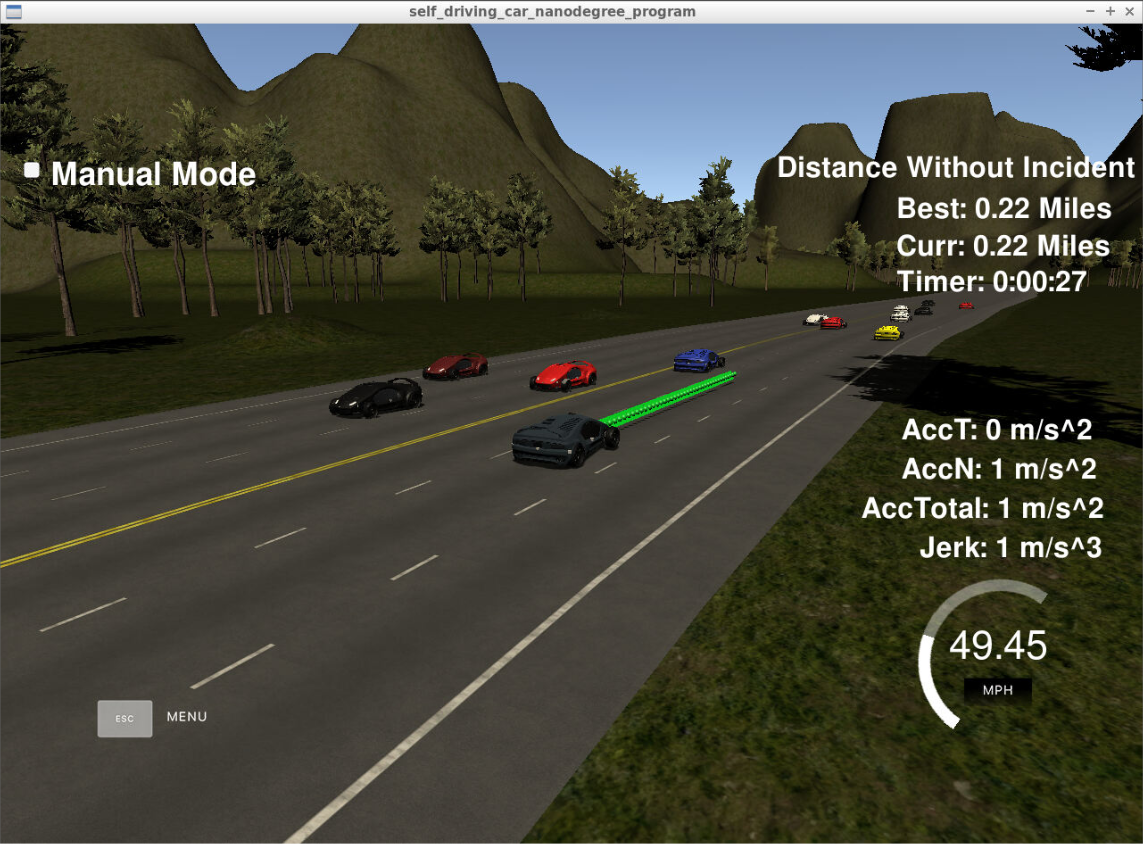 self_driving_car_nanodegree_program
Manual Mode
Distance Without Incident
Best: 0.22 Miles
Curr: 0.22 Miles
Timer: 0:00:27
AccT: 0 m/s^2
AccN: 1 m/s^2
AccTotal: 1 m/s^2
Jerk: 1 m/s^3
49.45
MPH
ESC MENU